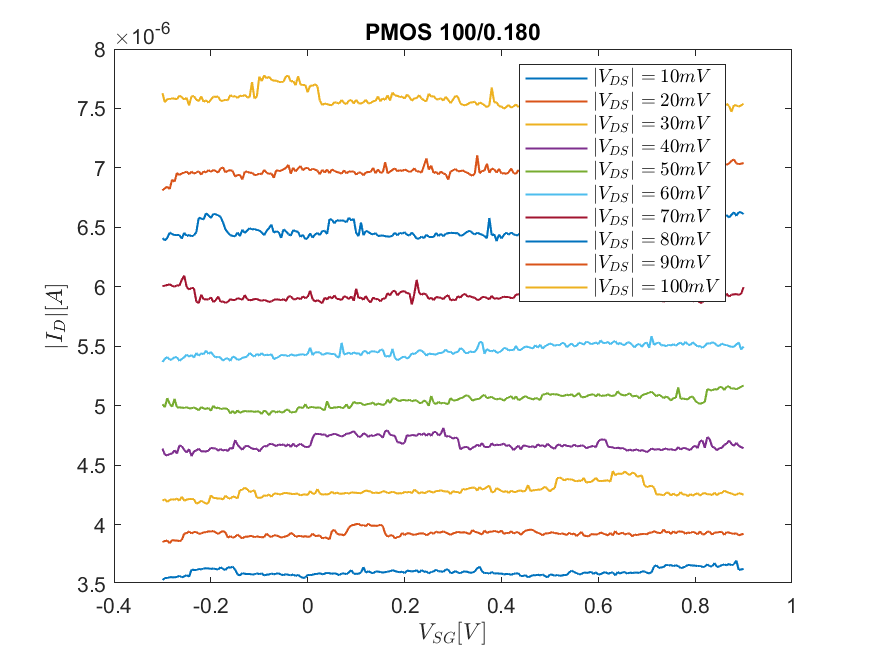 PMOS 100/0.180
×10^-6
8
7.5
7
6.5
6
5.5
5
4.5
4
3.5
|I_D|[A]
-0.4 -0.2 0 0.2 0.4 0.6 0.8 1
V_SG[V]
|V_DS| = 10mV
|V_DS| = 20mV
|V_DS| = 30mV
|V_DS| = 40mV
|V_DS| = 50mV
|V_DS| = 60mV
|V_DS| = 70mV
|V_DS| = 80mV
|V_DS| = 90mV
|V_DS| = 100mV